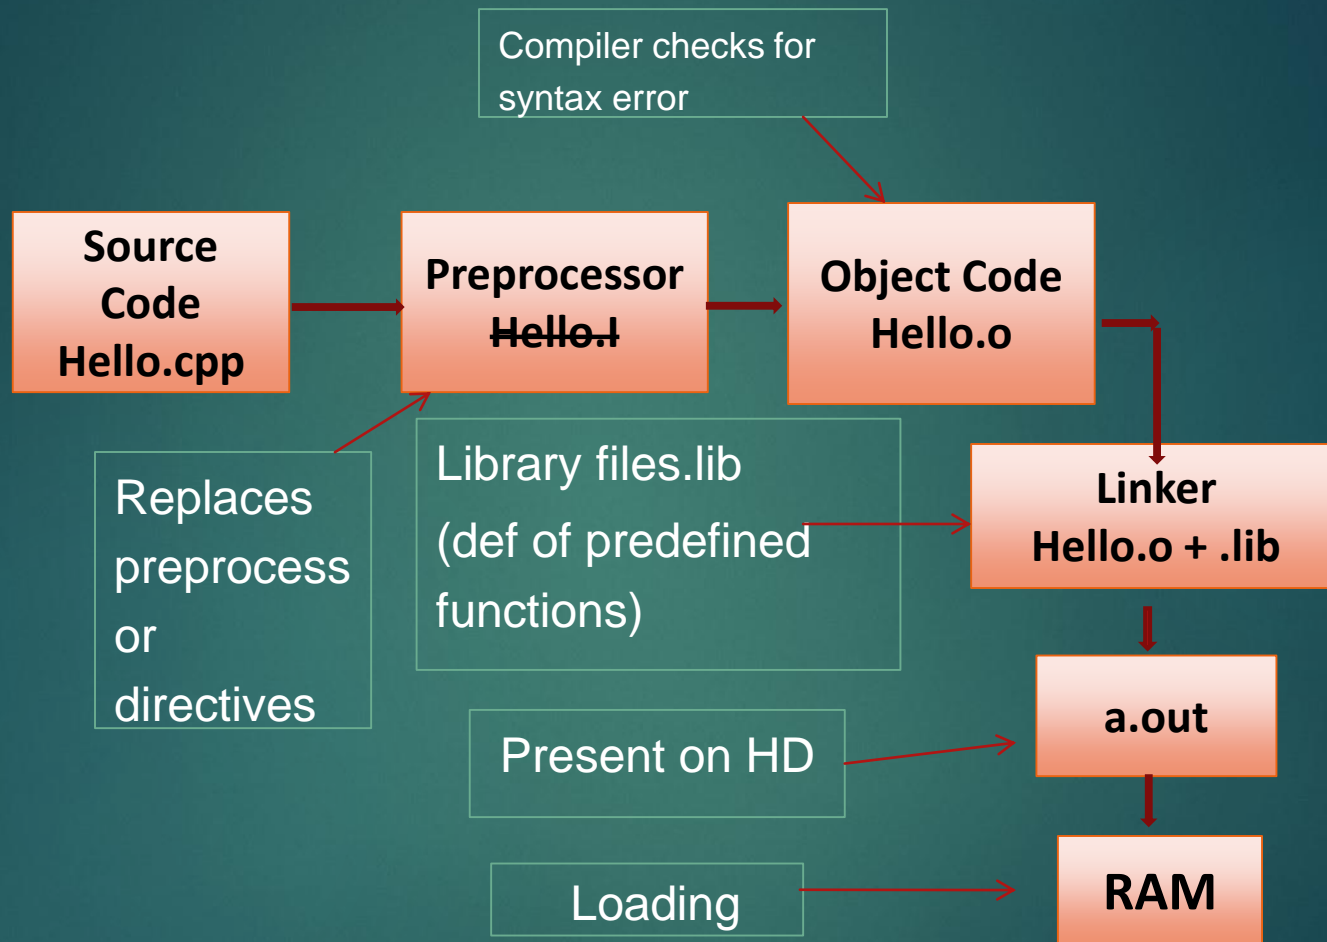 Compiler checks for
syntax error
Source
Code
Hello.cpp
Preprocessor
Hello.I
Object Code
Hello.o
Replaces
preprocess
or
directives
Library files.lib
(def of predefined
functions)
Linker
Hello.o + .lib
Present on HD
a.out
Loading
RAM